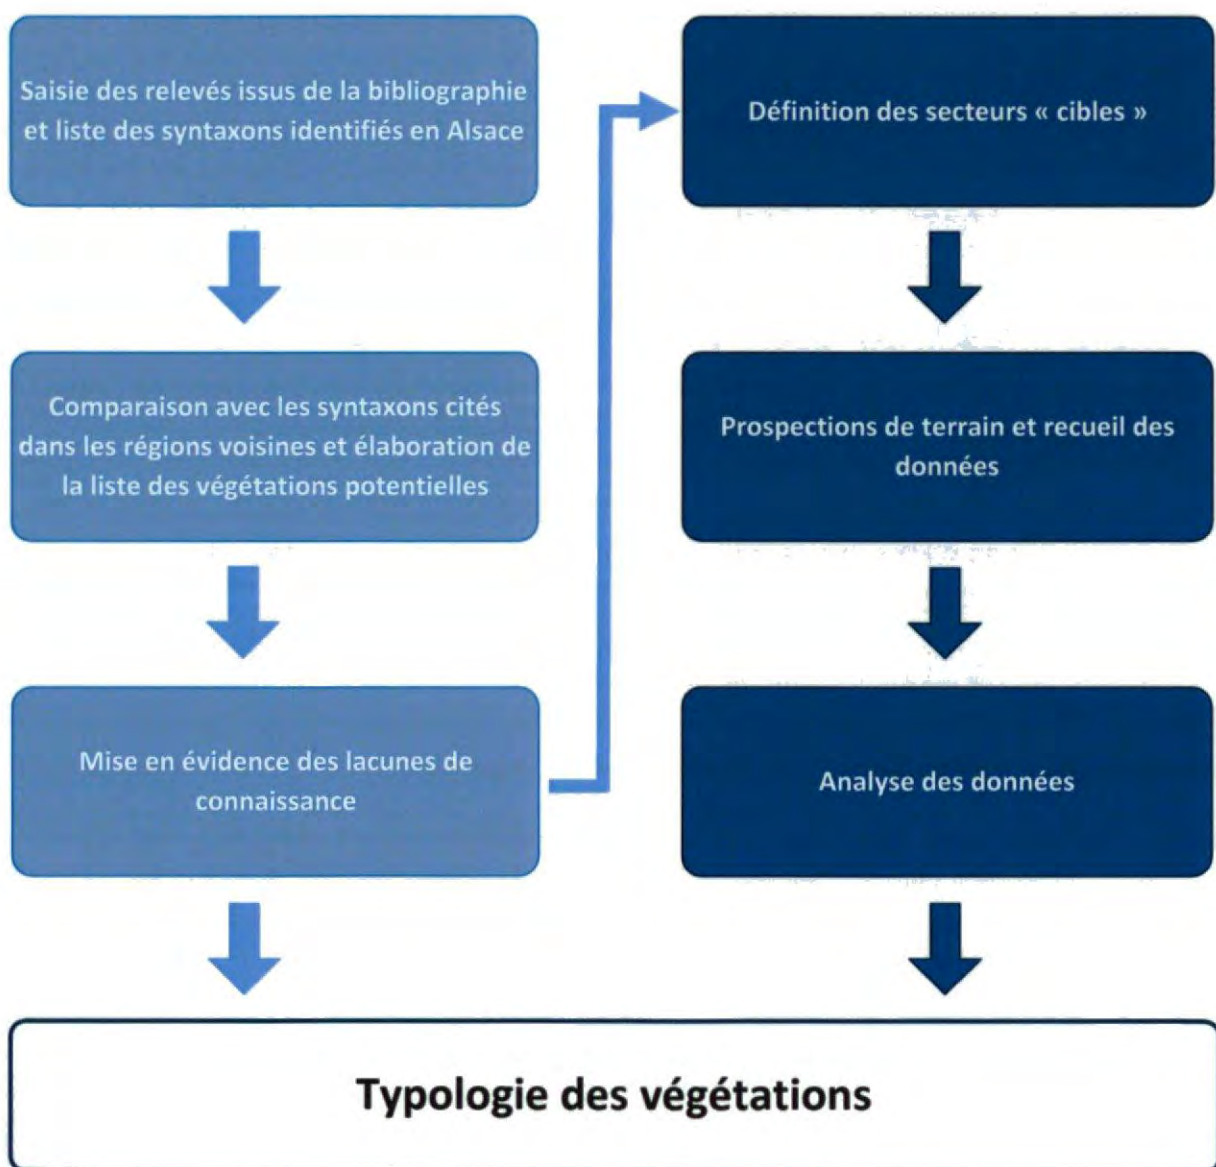 Saisie des relevés issus de la bibliographie
et liste des syntaxons identifiés en Alsace
Comparaison avec les syntaxons cités
dans les régions voisines et élaboration de
la liste des végétations potentielles
Mise en évidence des lacunes de
connaissance
Définition des secteurs « cibles »
Prospections de terrain et recueil des
données
Analyse des données
Typologie des végétations